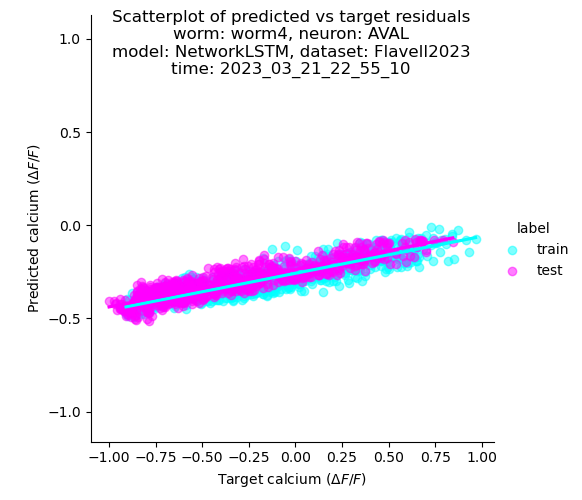 Scatterplot of predicted vs target residuals
worm: worm4, neuron: AVAL
model: NetworkLSTM, dataset: Flavell2023
time: 2023_03_21_22_55_10
1.0
0.5
0.0
−0.5
−1.0
Predicted calcium (ΔF/F)
label
train
test
−1.00 −0.75 −0.50 −0.25 0.00 0.25 0.50 0.75 1.00
Target calcium (ΔF/F)